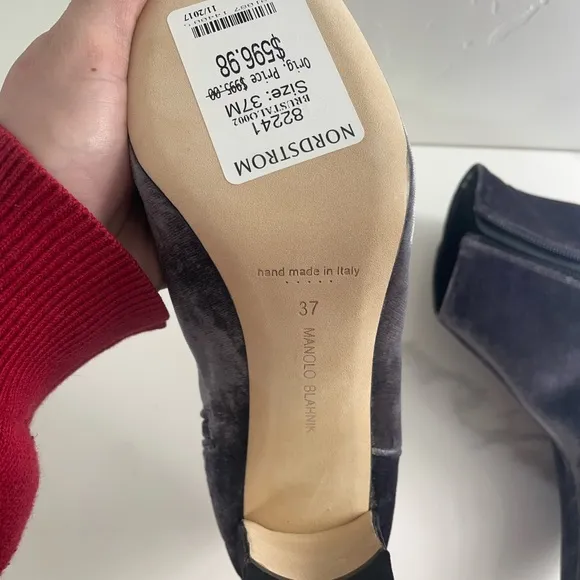 NORDSTROM
82241
BRUSTALO002
Size: 37M
Orig. Price $995.00
$596.98
11/2017
hand made in Italy
37
MANOLO BLAHNIK